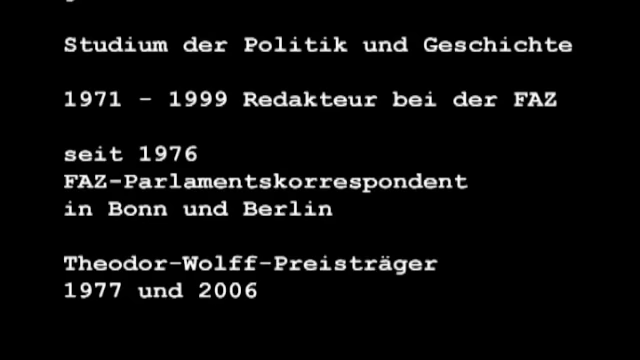 Studium der Politik und Geschichte
1971 - 1999 Redakteur bei der FAZ
seit 1976
FAZ-Parlamentskorrespondent
in Bonn und Berlin
Theodor-Wolff-Preisträger
1977 und 2006